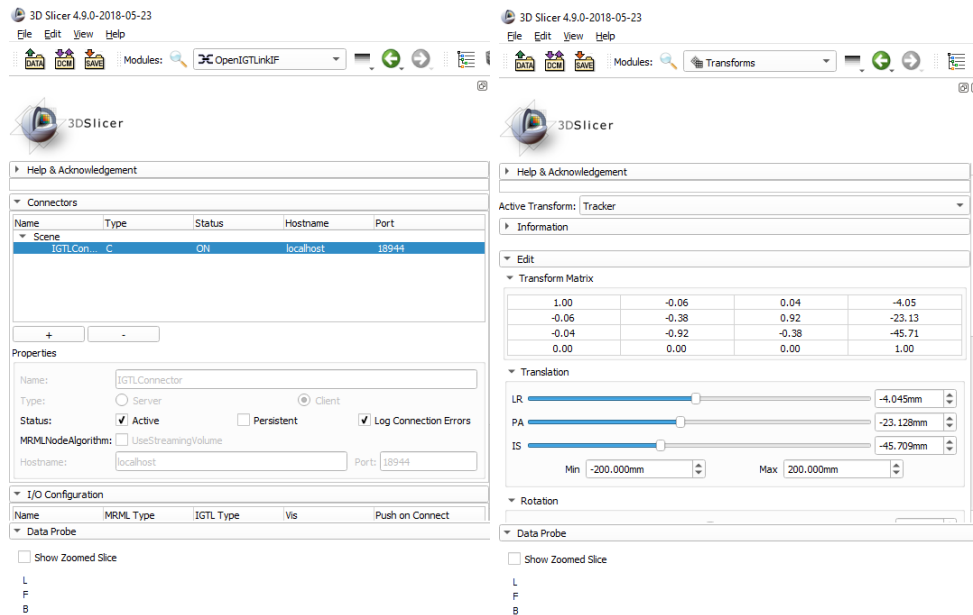 3D Slicer 4.9.0-2018-05-23
File Edit View Help
DATA DCM SAVE Modules: OpenIGTLinkIF
3DSlicer
Help & Acknowledgement
Connectors
Name Type Status Hostname Port
Scene
IGTLCon... C ON localhost 18944
+ -
Properties
Name: IGTLConnector
Type: Server Client
Status: Active Persistent Log Connection Errors
MRMLNodeAlgorithm: UseStreamingVolume
Hostname: localhost Port: 18944
I/O Configuration
Name MRML Type IGTL Type Vis Push on Connect
Data Probe
Show Zoomed Slice
L
F
B
3D Slicer 4.9.0-2018-05-23
File Edit View Help
DATA DCM SAVE Modules: Transforms
3DSlicer
Help & Acknowledgement
Active Transform: Tracker
Information
Edit
Transform Matrix
1.00 -0.06 0.04 -4.05
-0.06 -0.38 0.92 -23.13
-0.04 -0.92 -0.38 -45.71
0.00 0.00 0.00 1.00
Translation
LR -4.045mm
PA -23.128mm
IS -45.709mm
Min -200.000mm Max 200.000mm
Rotation
Data Probe
Show Zoomed Slice
L
F
B